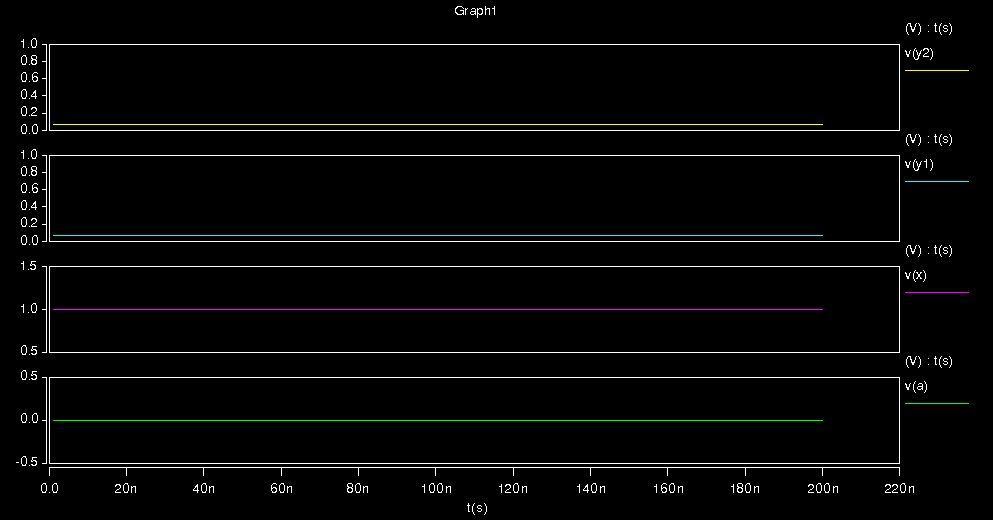 Graph1
(V) : t(s)
1.0
v(y2)
0.8
0.6
0.4
0.2
0.0
(V) : t(s)
1.0
v(y1)
0.8
0.6
0.4
0.2
0.0
(V) : t(s)
1.5
v(x)
1.0
0.5
(V) : t(s)
0.5
v(a)
0.0
-0.5
0.0 20n 40n 60n 80n 100n 120n 140n 160n 180n 200n 220n
t(s)